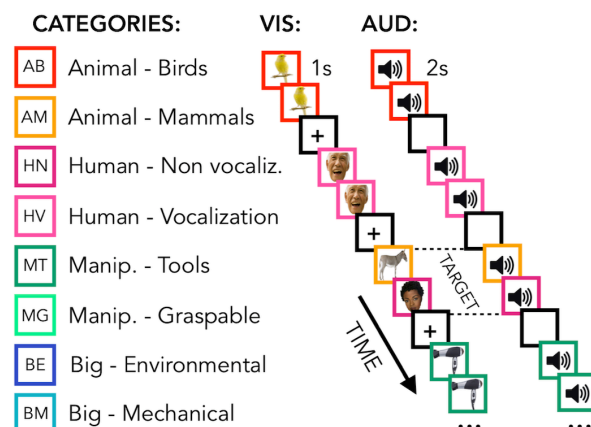 CATEGORIES: VIS: AUD:
AB Animal - Birds 1s 2s
AM Animal - Mammals
HN Human - Non vocaliz.
HV Human - Vocalization
MT Manip. - Tools
MG Manip. - Graspable
BE Big - Environmental
BM Big - Mechanical
+
+
+
TARGET
TIME
... ...